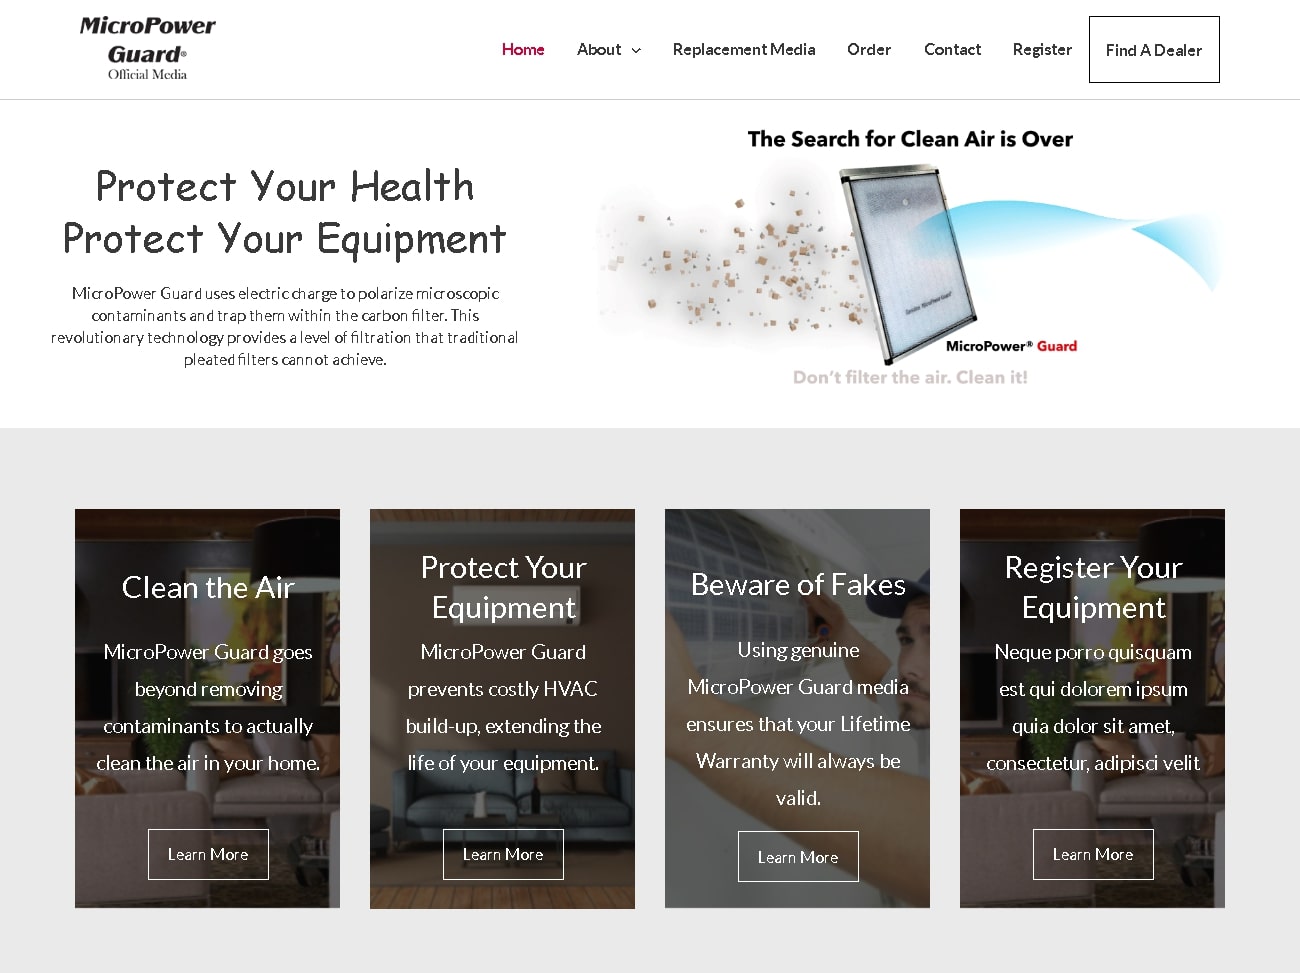 MicroPower
Guard®
Official Media
Home About Replacement Media Order Contact Register Find A Dealer
Protect Your Health
Protect Your Equipment
MicroPower Guard uses electric charge to polarize microscopic
contaminants and trap them within the carbon filter. This
revolutionary technology provides a level of filtration that traditional
pleated filters cannot achieve.
The Search for Clean Air is Over
Genuine MicroPower Guard
MicroPower® Guard
Don't filter the air. Clean it!
Clean the Air
MicroPower Guard goes
beyond removing
contaminants to actually
clean the air in your home.
Learn More
Protect Your
Equipment
MicroPower Guard
prevents costly HVAC
build-up, extending the
life of your equipment.
Learn More
Beware of Fakes
Using genuine
MicroPower Guard media
ensures that your Lifetime
Warranty will always be
valid.
Learn More
Register Your
Equipment
Neque porro quisquam
est qui dolorem ipsum
quia dolor sit amet,
consectetur, adipisci velit
Learn More